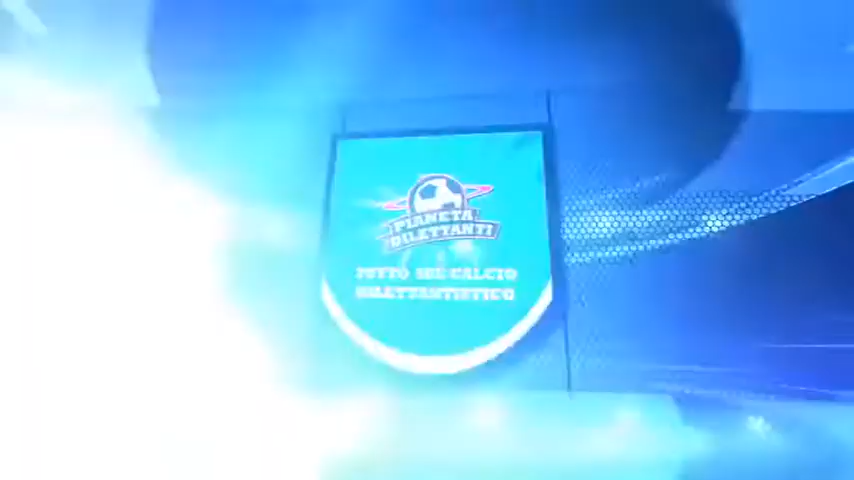 PIANETA
DILETTANTI
TUTTO SUL CALCIO
DILETTANTISTICO